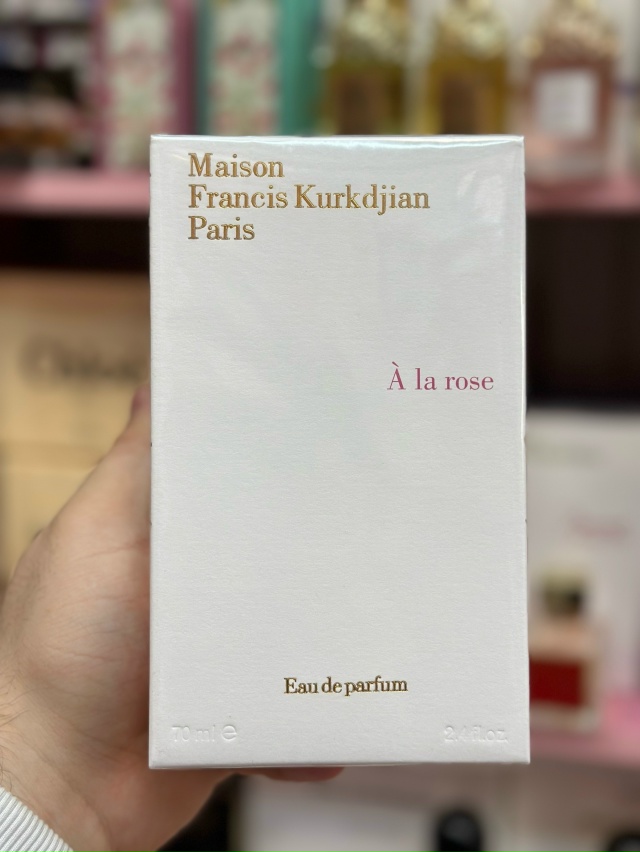 Maison
Francis Kurkdjian
Paris
À la rose
Eau de parfum
70 ml ℮ 2.4 fl.oz.